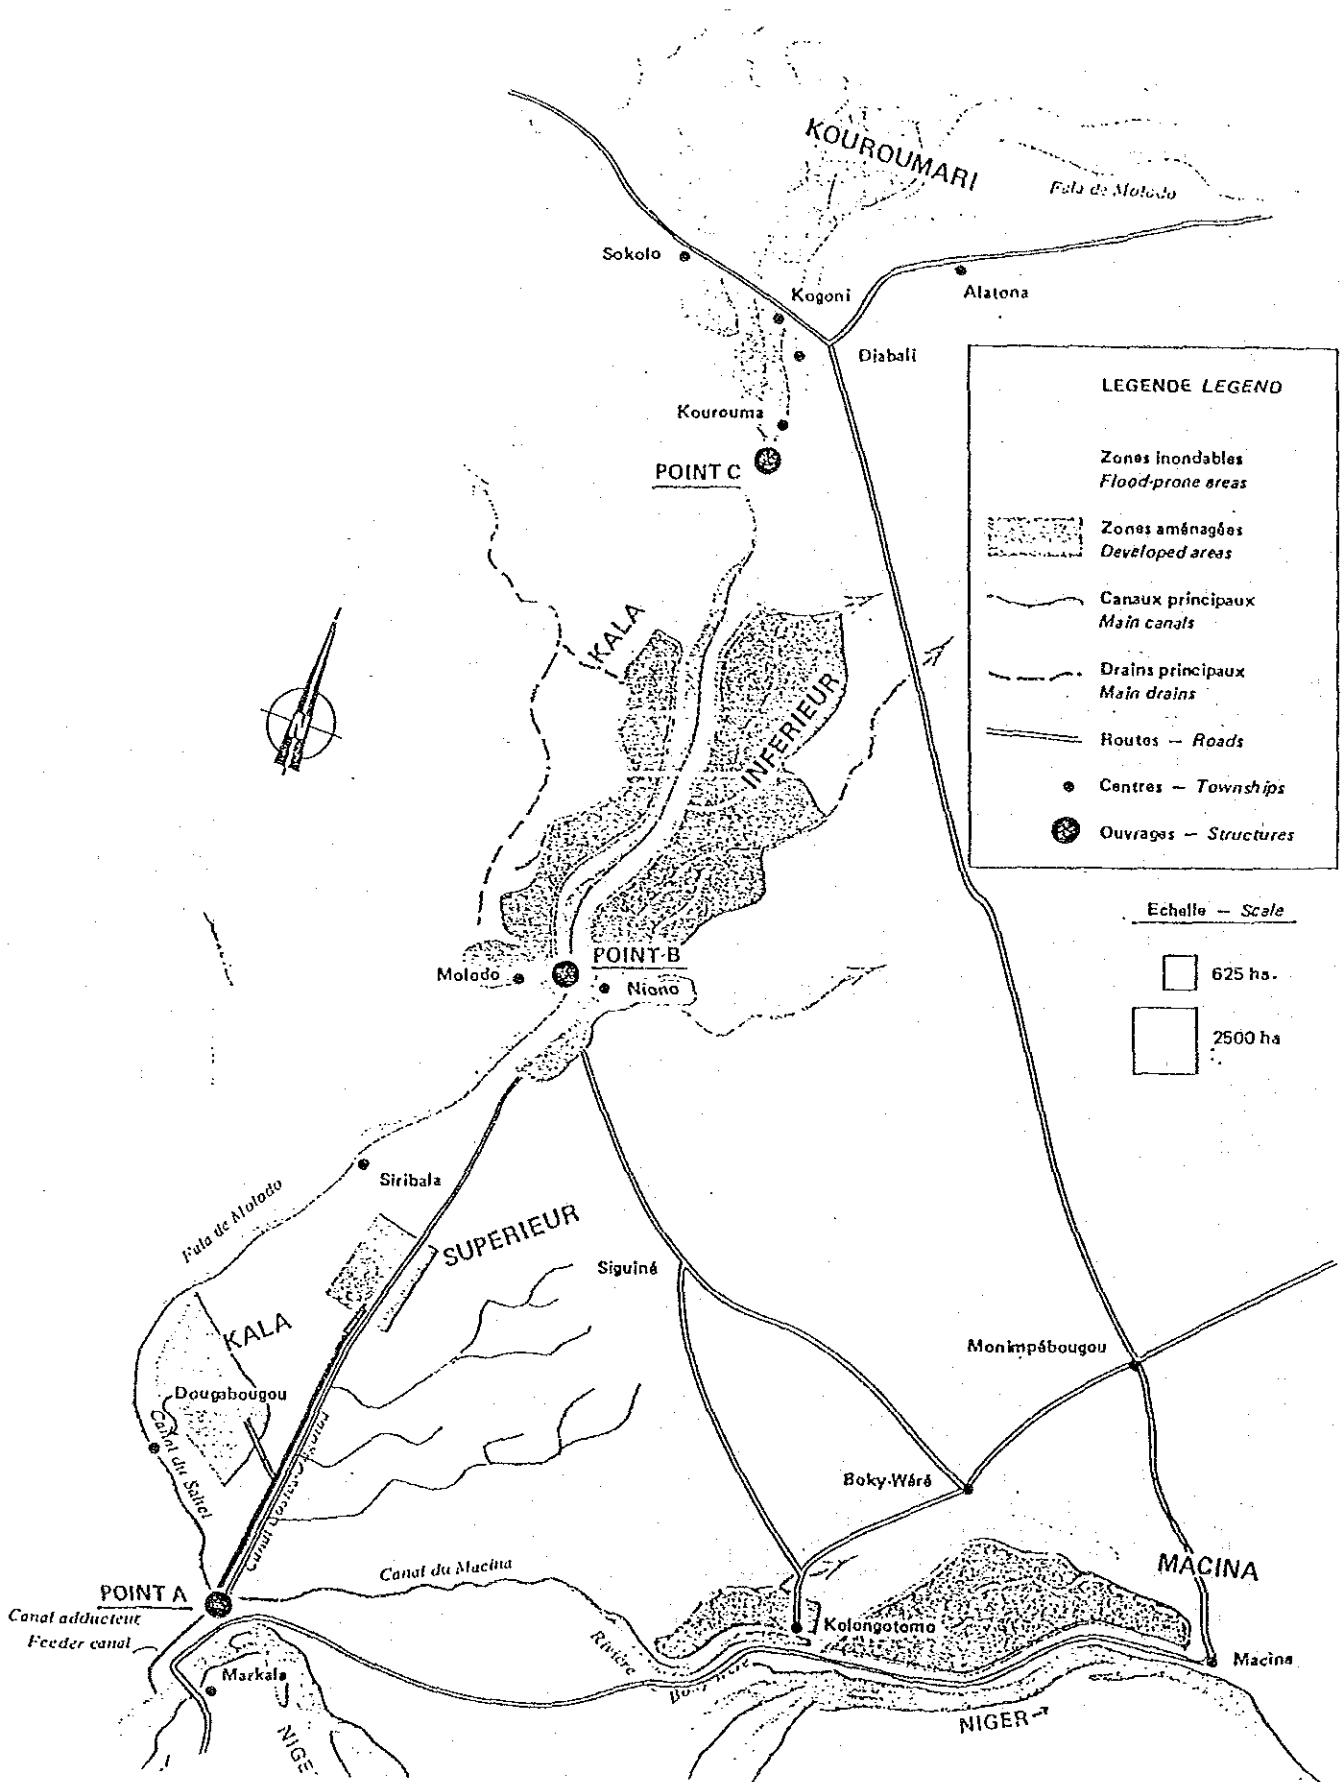 KOUROUMARI
Fala de Molodo
Sokolo
Kogoni
Alatona
Diabali
LEGENDE LEGEND
Kourouma
POINT C
Zones inondables
Flood-prone areas
Zones aménagées
Developed areas
Canaux principaux
Main canals
KALA
INFERIEUR
Drains principaux
Main drains
Routes – Roads
Centres – Townships
Ouvrages – Structures
Echelle – Scale
625 ha.
2500 ha
POINT B
Molodo
Niono
Siribala
Fala de Molodo
SUPERIEUR
Siguiné
KALA
Monimpébougou
Dougabougou
Canal du Sahel
Canal
Boky-Wéré
MACINA
Canal du Macina
POINT A
Canal adducteur
Feeder canal
Kolongotomo
Rivière
Macina
Markala
NIGER
NIGE